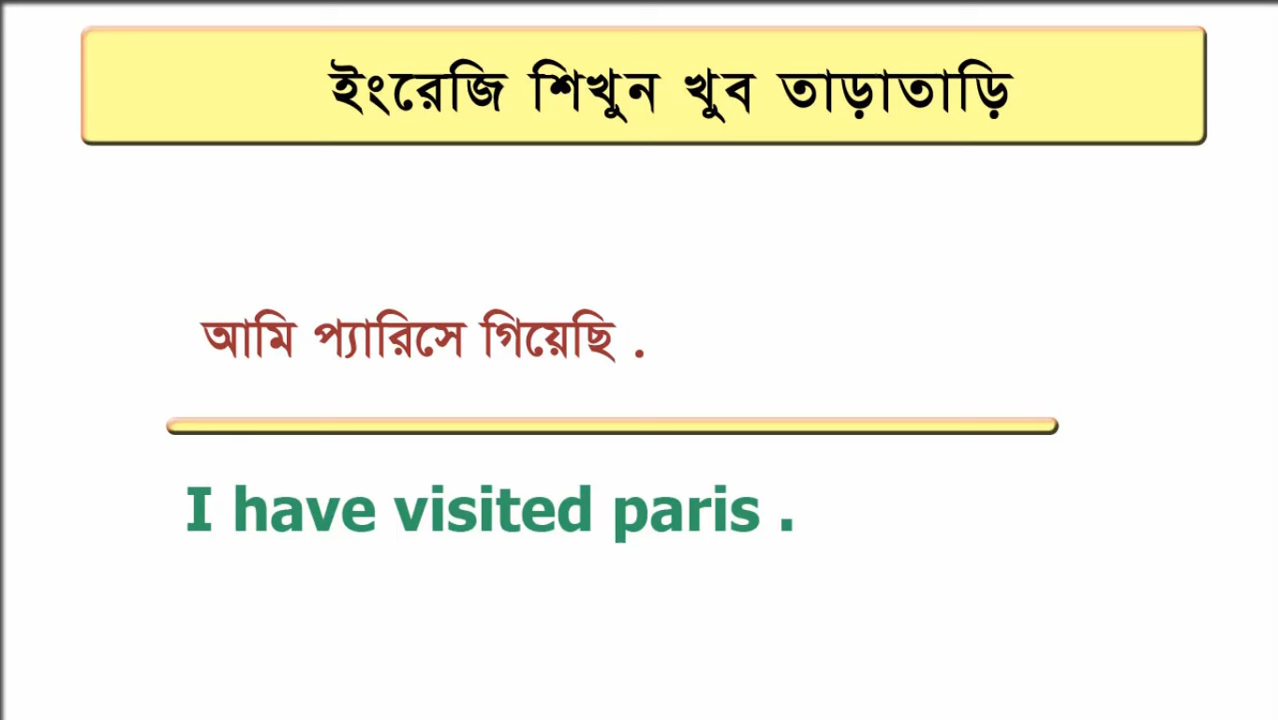 ইংরেজি শিখুন খুব তাড়াতাড়ি
আমি প্যারিসে গিয়েছি .
I have visited paris .